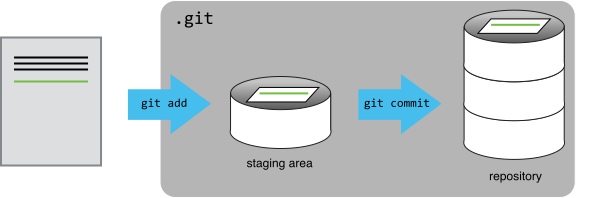 .git
git add
git commit
staging area
repository